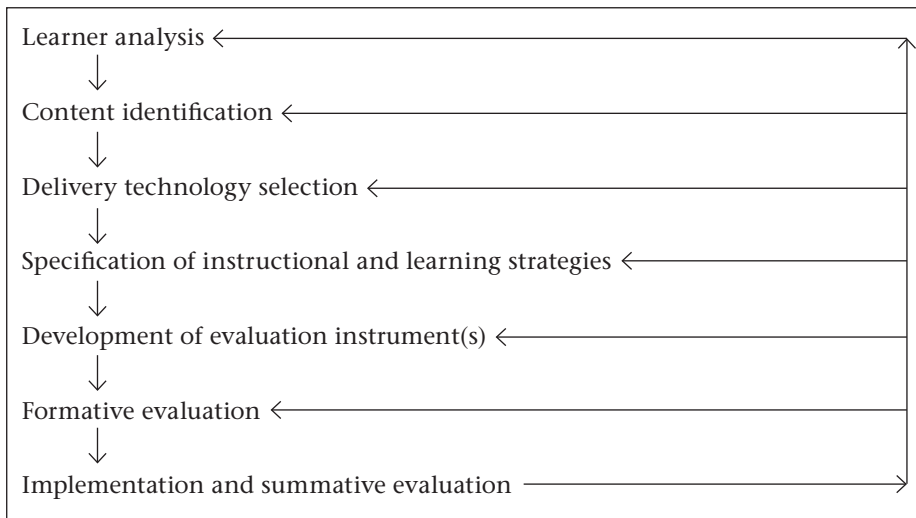 Learner analysis
Content identification
Delivery technology selection
Specification of instructional and learning strategies
Development of evaluation instrument(s)
Formative evaluation
Implementation and summative evaluation